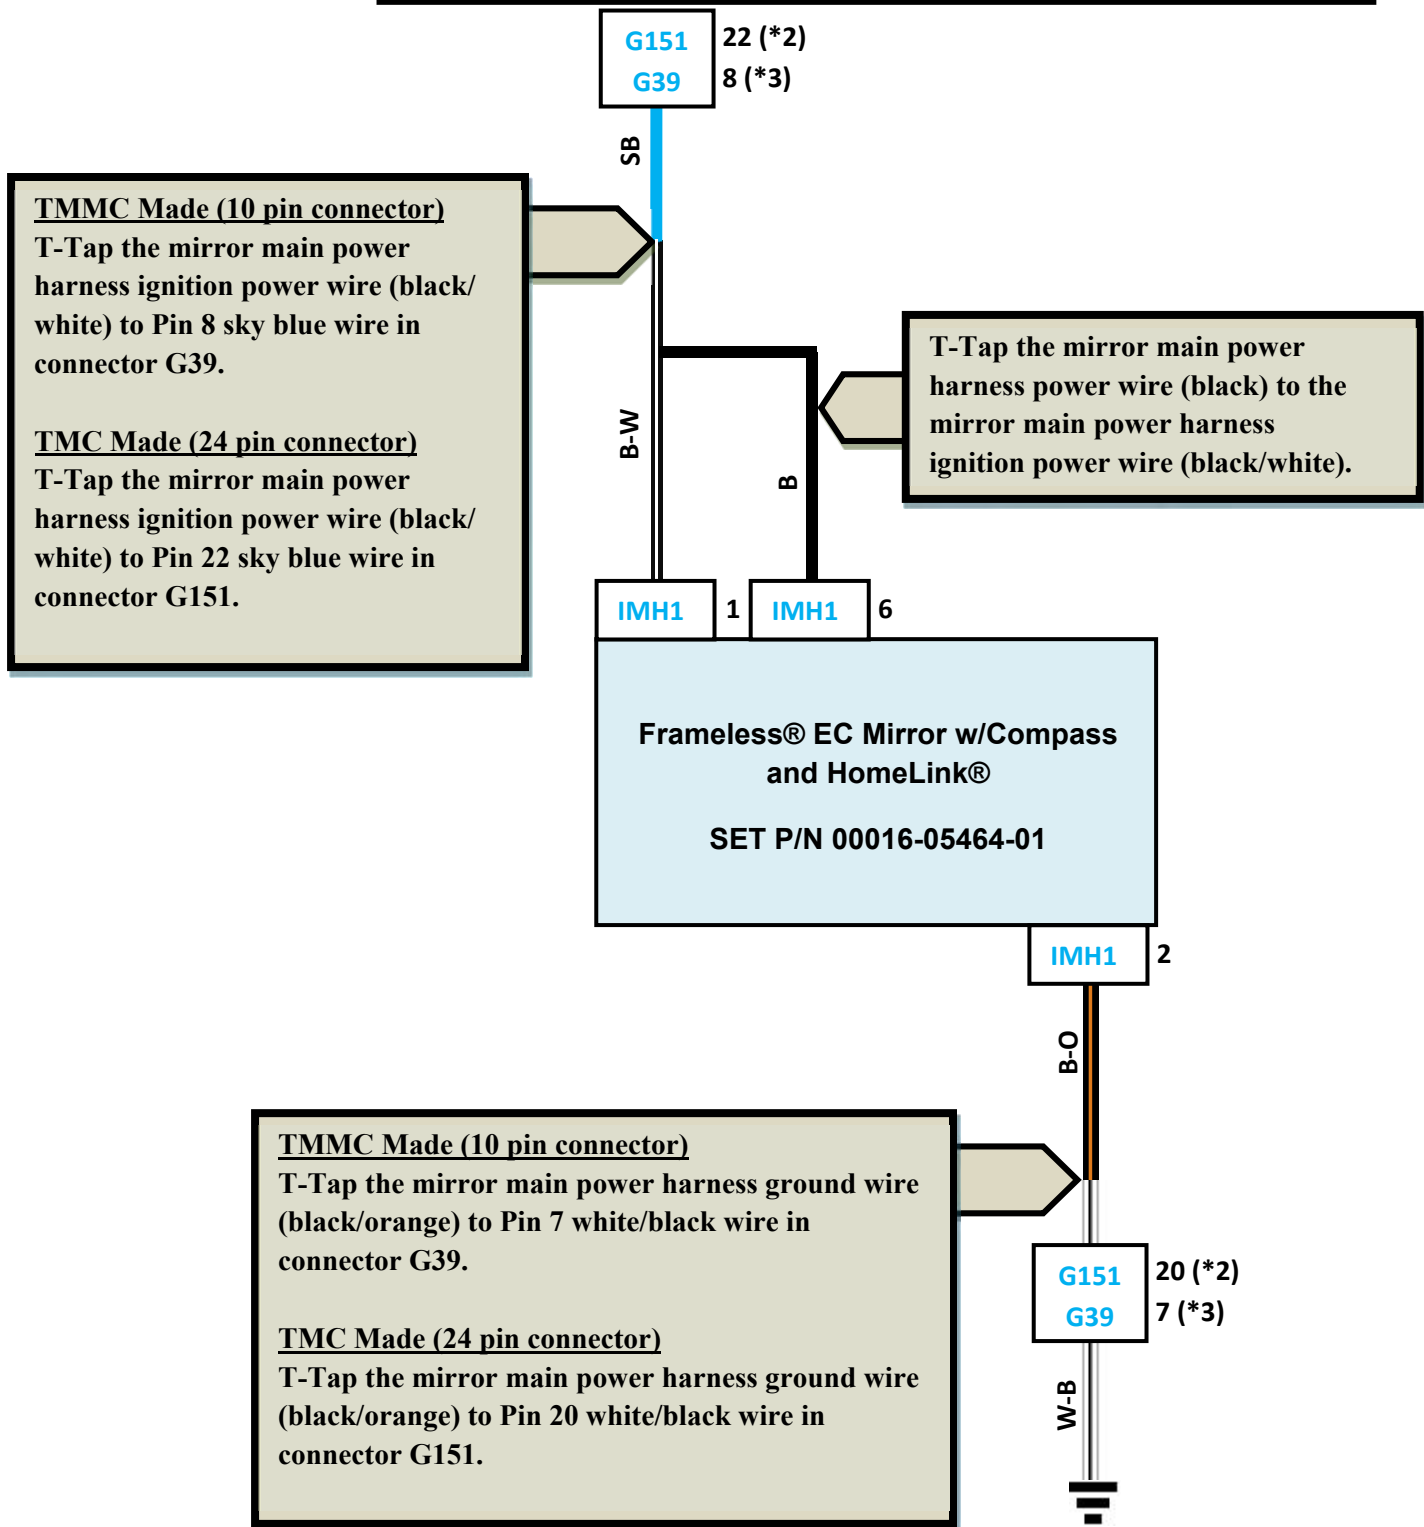 G151 22 (*2)
G39 8 (*3)
SB
TMMC Made (10 pin connector)
T-Tap the mirror main power
harness ignition power wire (black/
white) to Pin 8 sky blue wire in
connector G39.
TMC Made (24 pin connector)
T-Tap the mirror main power
harness ignition power wire (black/
white) to Pin 22 sky blue wire in
connector G151.
T-Tap the mirror main power
harness power wire (black) to the
mirror main power harness
ignition power wire (black/white).
B-W
B
IMH1 1
IMH1 6
Frameless® EC Mirror w/Compass
and HomeLink®
SET P/N 00016-05464-01
IMH1 2
B-O
TMMC Made (10 pin connector)
T-Tap the mirror main power harness ground wire
(black/orange) to Pin 7 white/black wire in
connector G39.
TMC Made (24 pin connector)
T-Tap the mirror main power harness ground wire
(black/orange) to Pin 20 white/black wire in
connector G151.
G151 20 (*2)
G39 7 (*3)
W-B